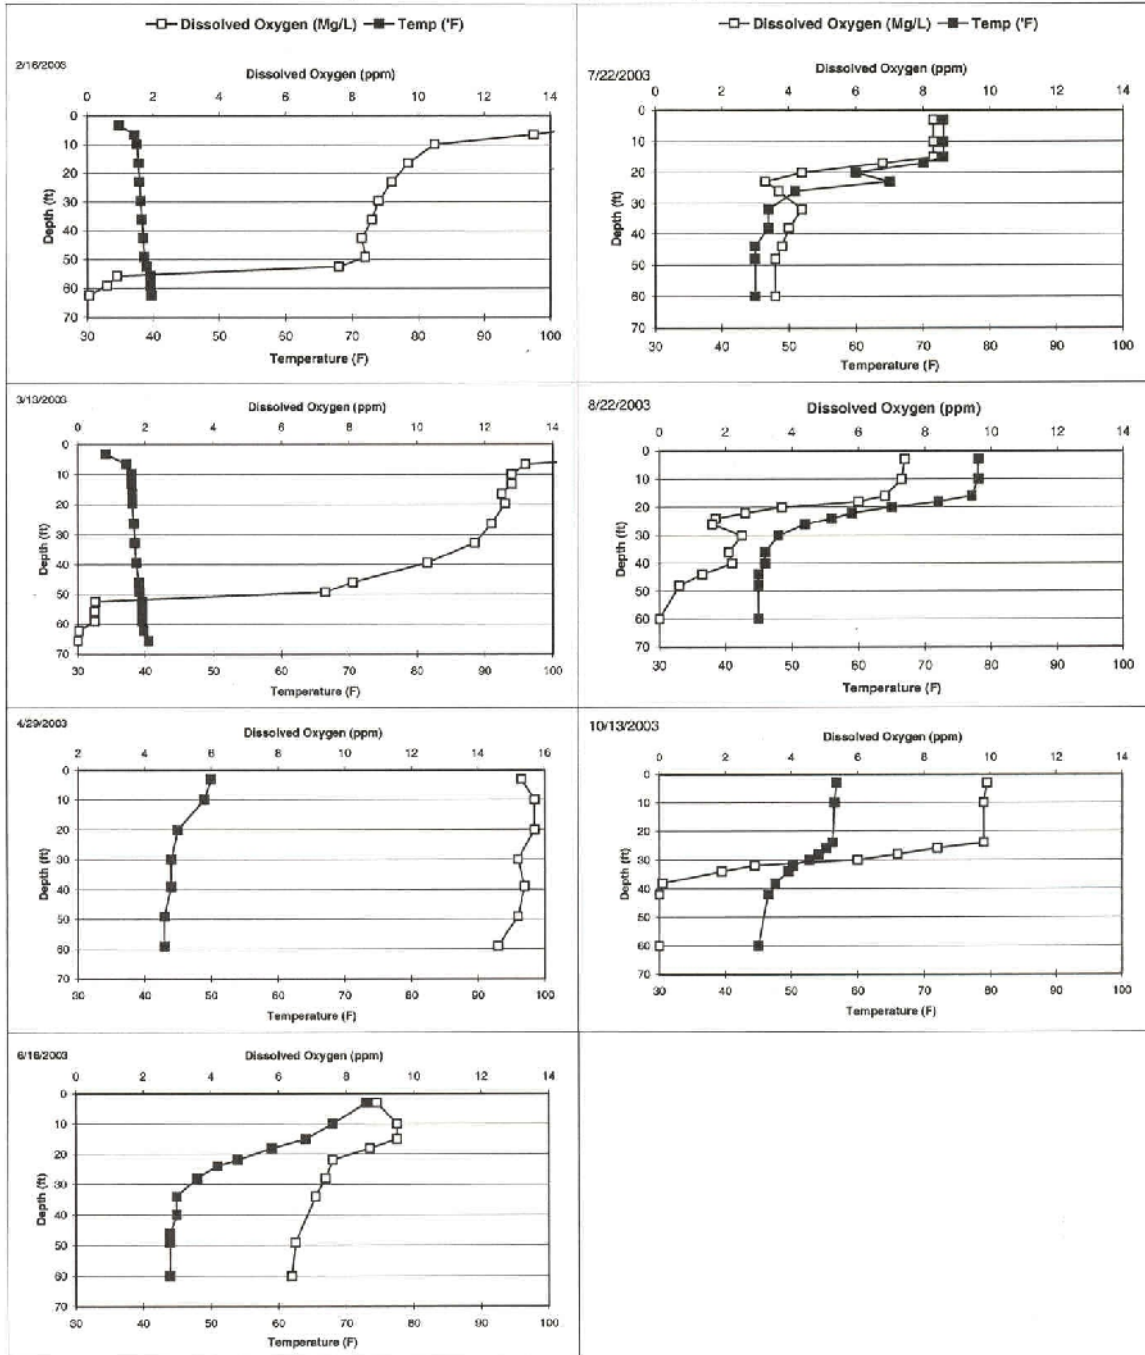 Dissolved Oxygen (Mg/L) Temp ('F)
2/16/2003
Dissolved Oxygen (ppm)
0 2 4 6 8 10 12 14
0
10
20
30
40
50
60
70
Depth (ft)
30 40 50 60 70 80 90 100
Temperature (F)
3/13/2003
Dissolved Oxygen (ppm)
0 2 4 6 8 10 12 14
0
10
20
30
40
50
60
70
Depth (ft)
30 40 50 60 70 80 90 100
Temperature (F)
4/29/2003
Dissolved Oxygen (ppm)
2 4 6 8 10 12 14 16
0
10
20
30
40
50
60
70
Depth (ft)
30 40 50 60 70 80 90 100
Temperature (F)
6/16/2003
Dissolved Oxygen (ppm)
0 2 4 6 8 10 12 14
0
10
20
30
40
50
60
70
Depth (ft)
30 40 50 60 70 80 90 100
Temperature (F)
Dissolved Oxygen (Mg/L) Temp ('F)
7/22/2003
Dissolved Oxygen (ppm)
0 2 4 6 8 10 12 14
0
10
20
30
40
50
60
70
Depth (ft)
30 40 50 60 70 80 90 100
Temperature (F)
8/22/2003
Dissolved Oxygen (ppm)
0 2 4 6 8 10 12 14
0
10
20
30
40
50
60
70
Depth (ft)
30 40 50 60 70 80 90 100
Temperature (F)
10/13/2003
Dissolved Oxygen (ppm)
0 2 4 6 8 10 12 14
0
10
20
30
40
50
60
70
Depth (ft)
30 40 50 60 70 80 90 100
Temperature (F)